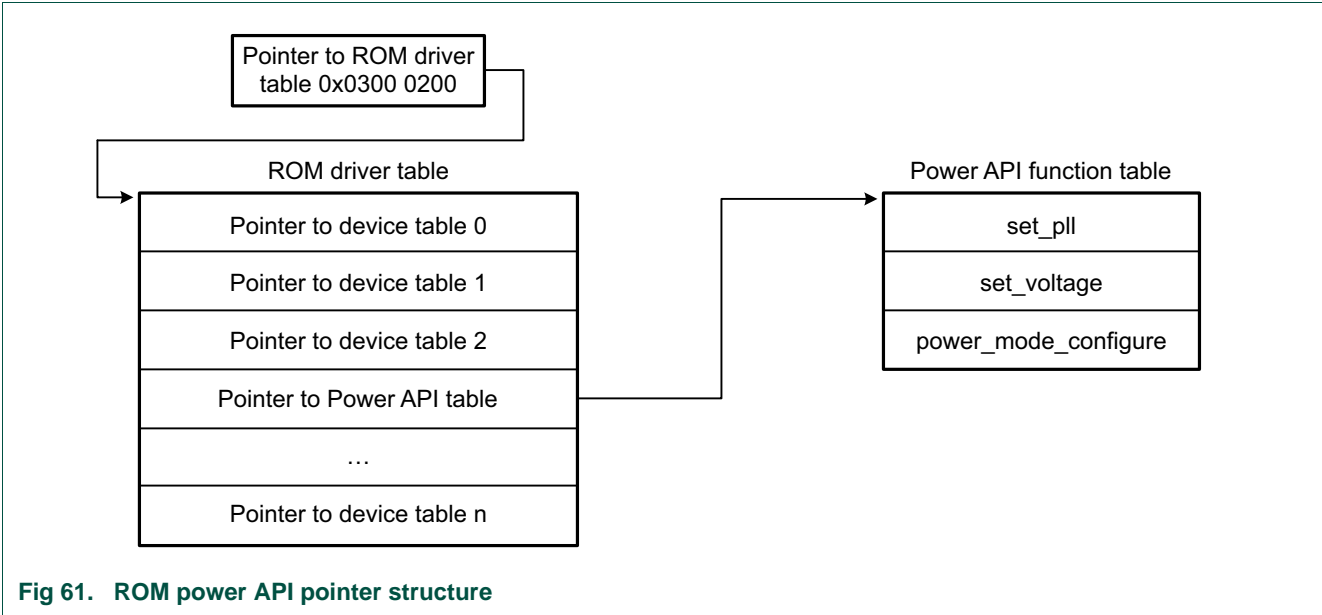 Pointer to ROM driver
table 0x0300 0200
ROM driver table
Pointer to device table 0
Pointer to device table 1
Pointer to device table 2
Pointer to Power API table
…
Pointer to device table n
Power API function table
set_pll
set_voltage
power_mode_configure
Fig 61. ROM power API pointer structure